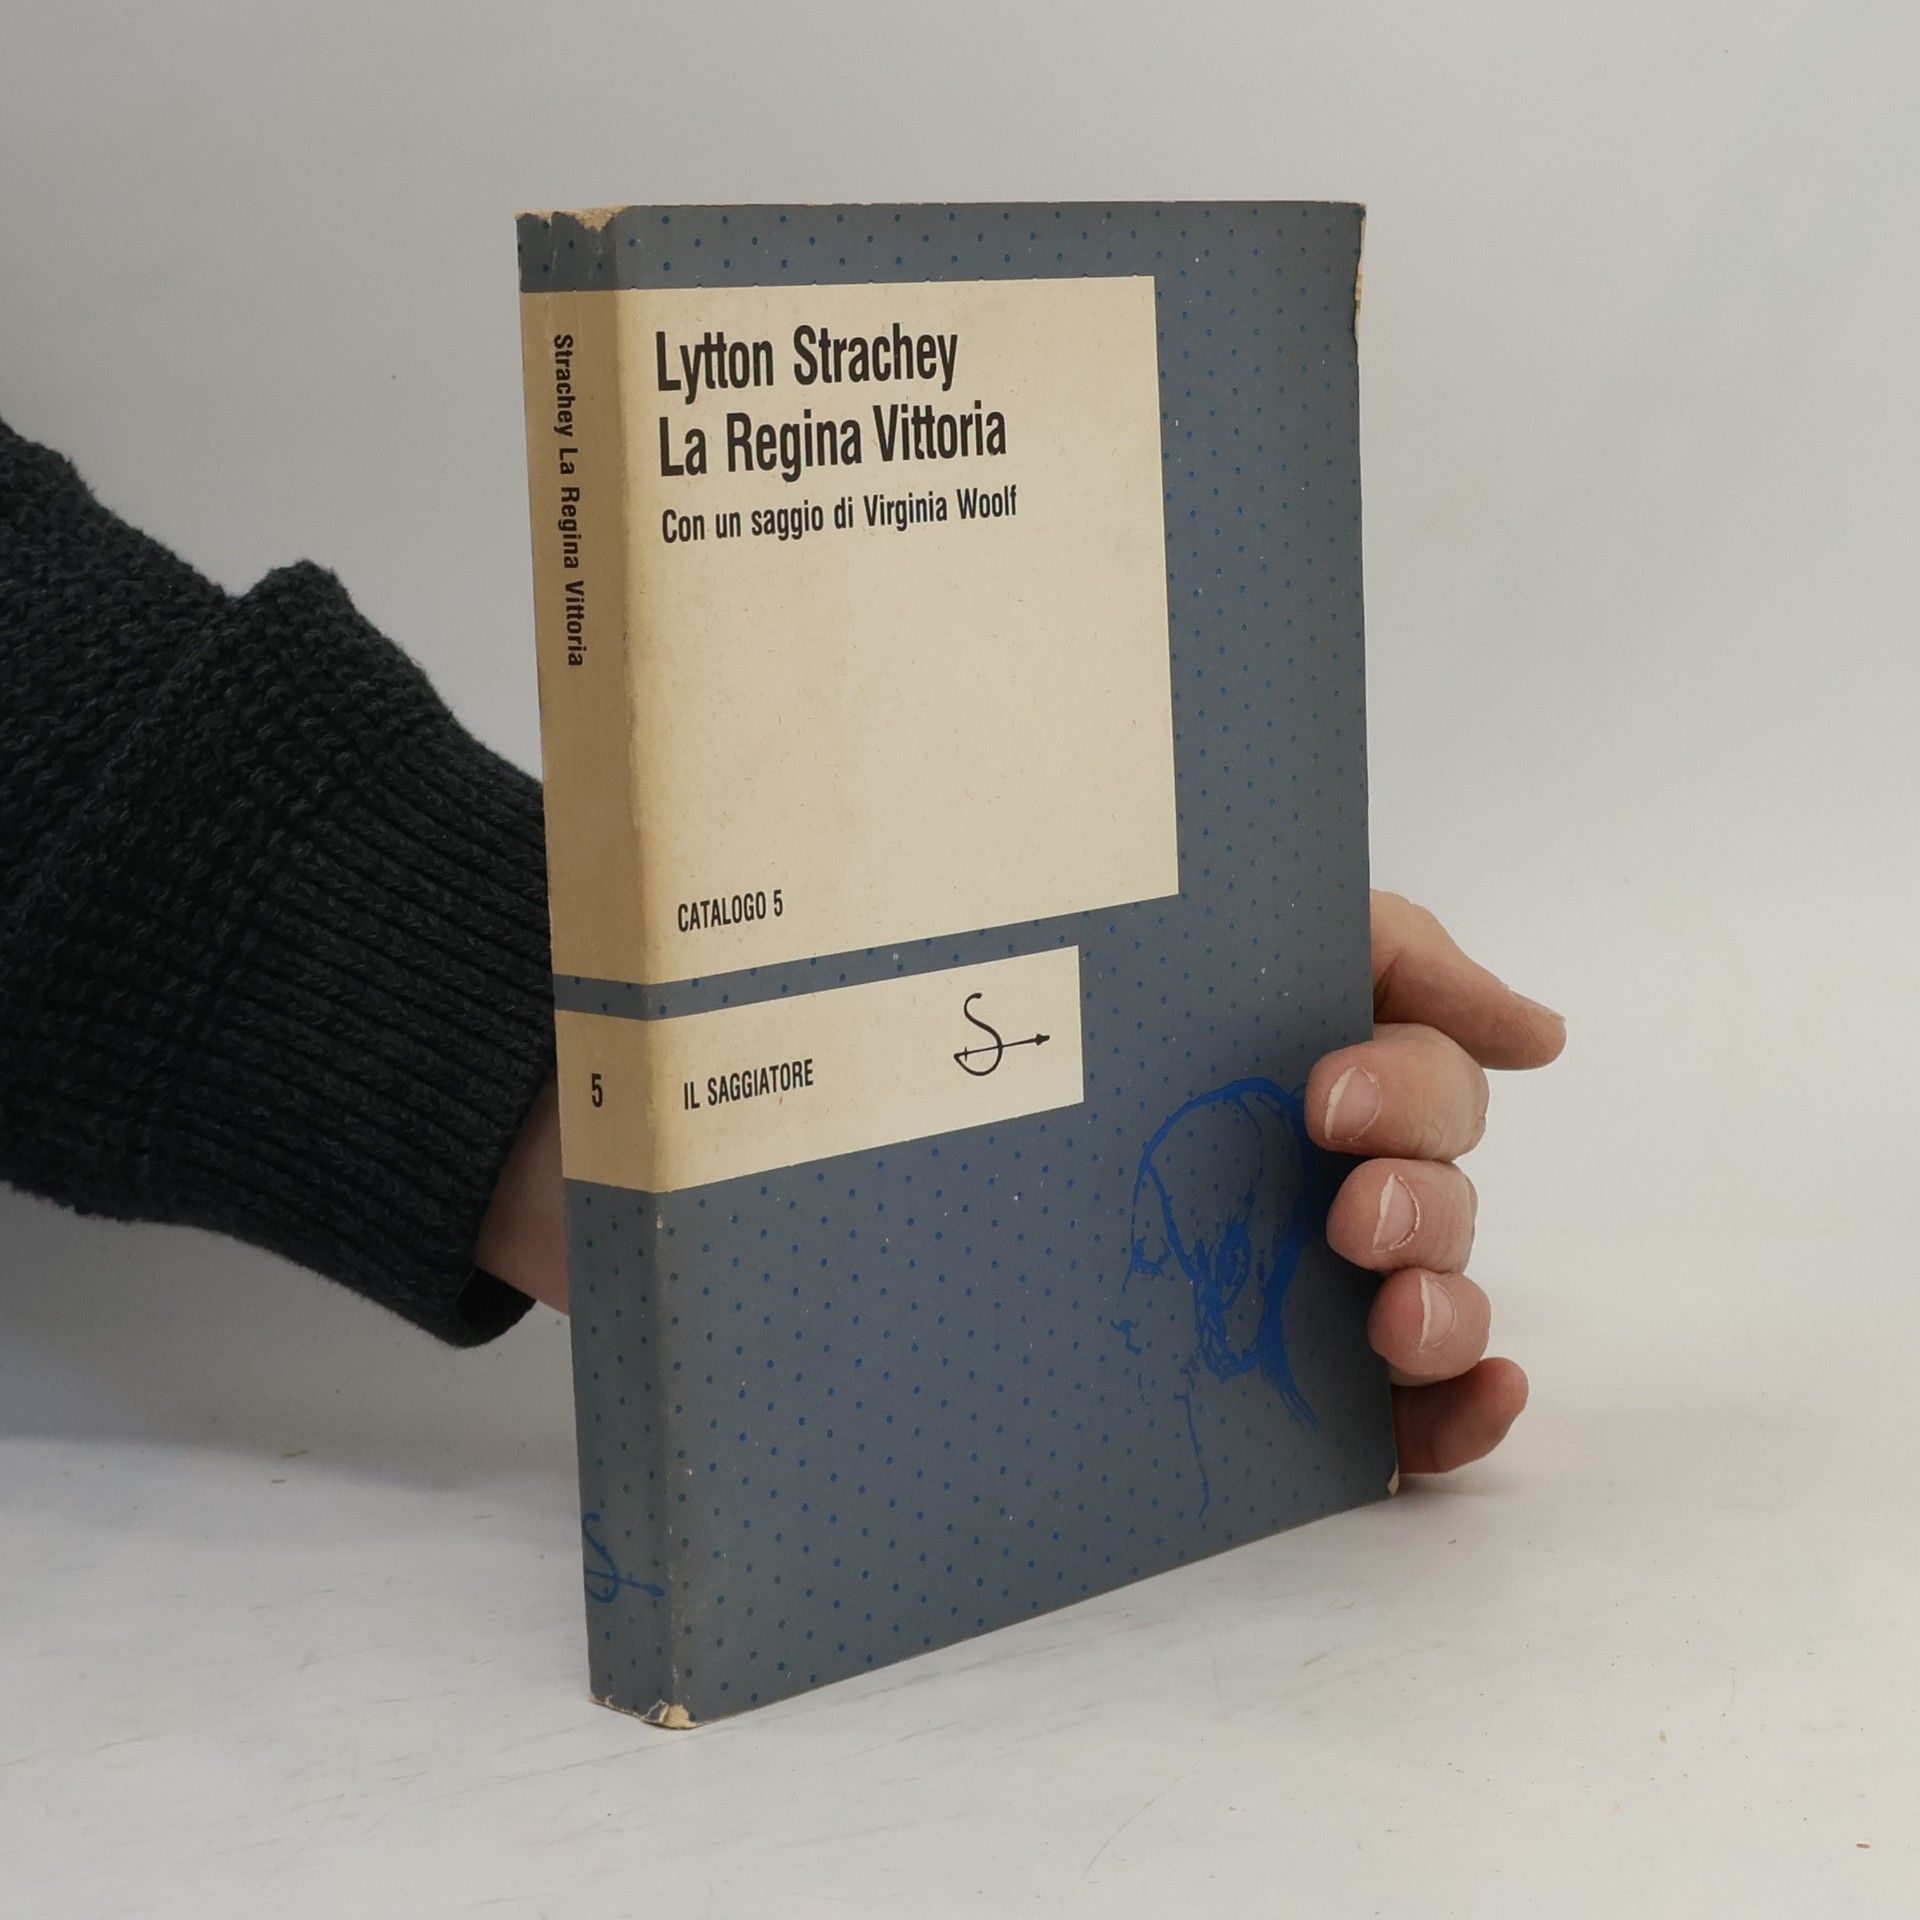 Lytton Strachey
La Regina Vittoria
Con un saggio di Virginia Woolf
CATALOGO 5
IL SAGGIATORE
Strachey La Regina Vittoria
5